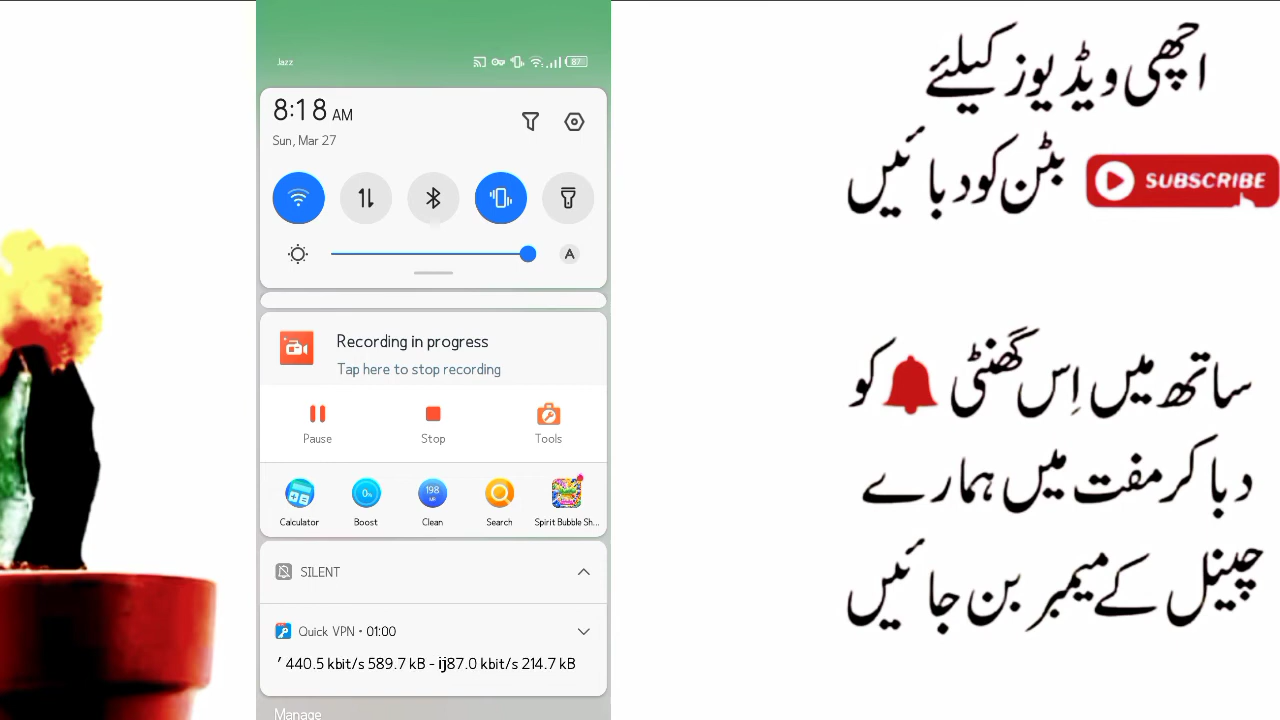 Jazz
87
8:18 AM
Sun, Mar 27
A
Recording in progress
Tap here to stop recording
Pause Stop Tools
0%
198
Calculator Boost Clean Search Spirit Bubble Sh...
SILENT
Quick VPN • 01:00
′ 440.5 kbit/s 589.7 kB - ij87.0 kbit/s 214.7 kB
Manage
اچھی ویڈیوز کیلئے
SUBSCRIBE بٹن کو دبائیں
ساتھ میں اِس گھنٹی کو
دبا کر مفت میں ہمارے
چینل کے میمبر بن جائیں